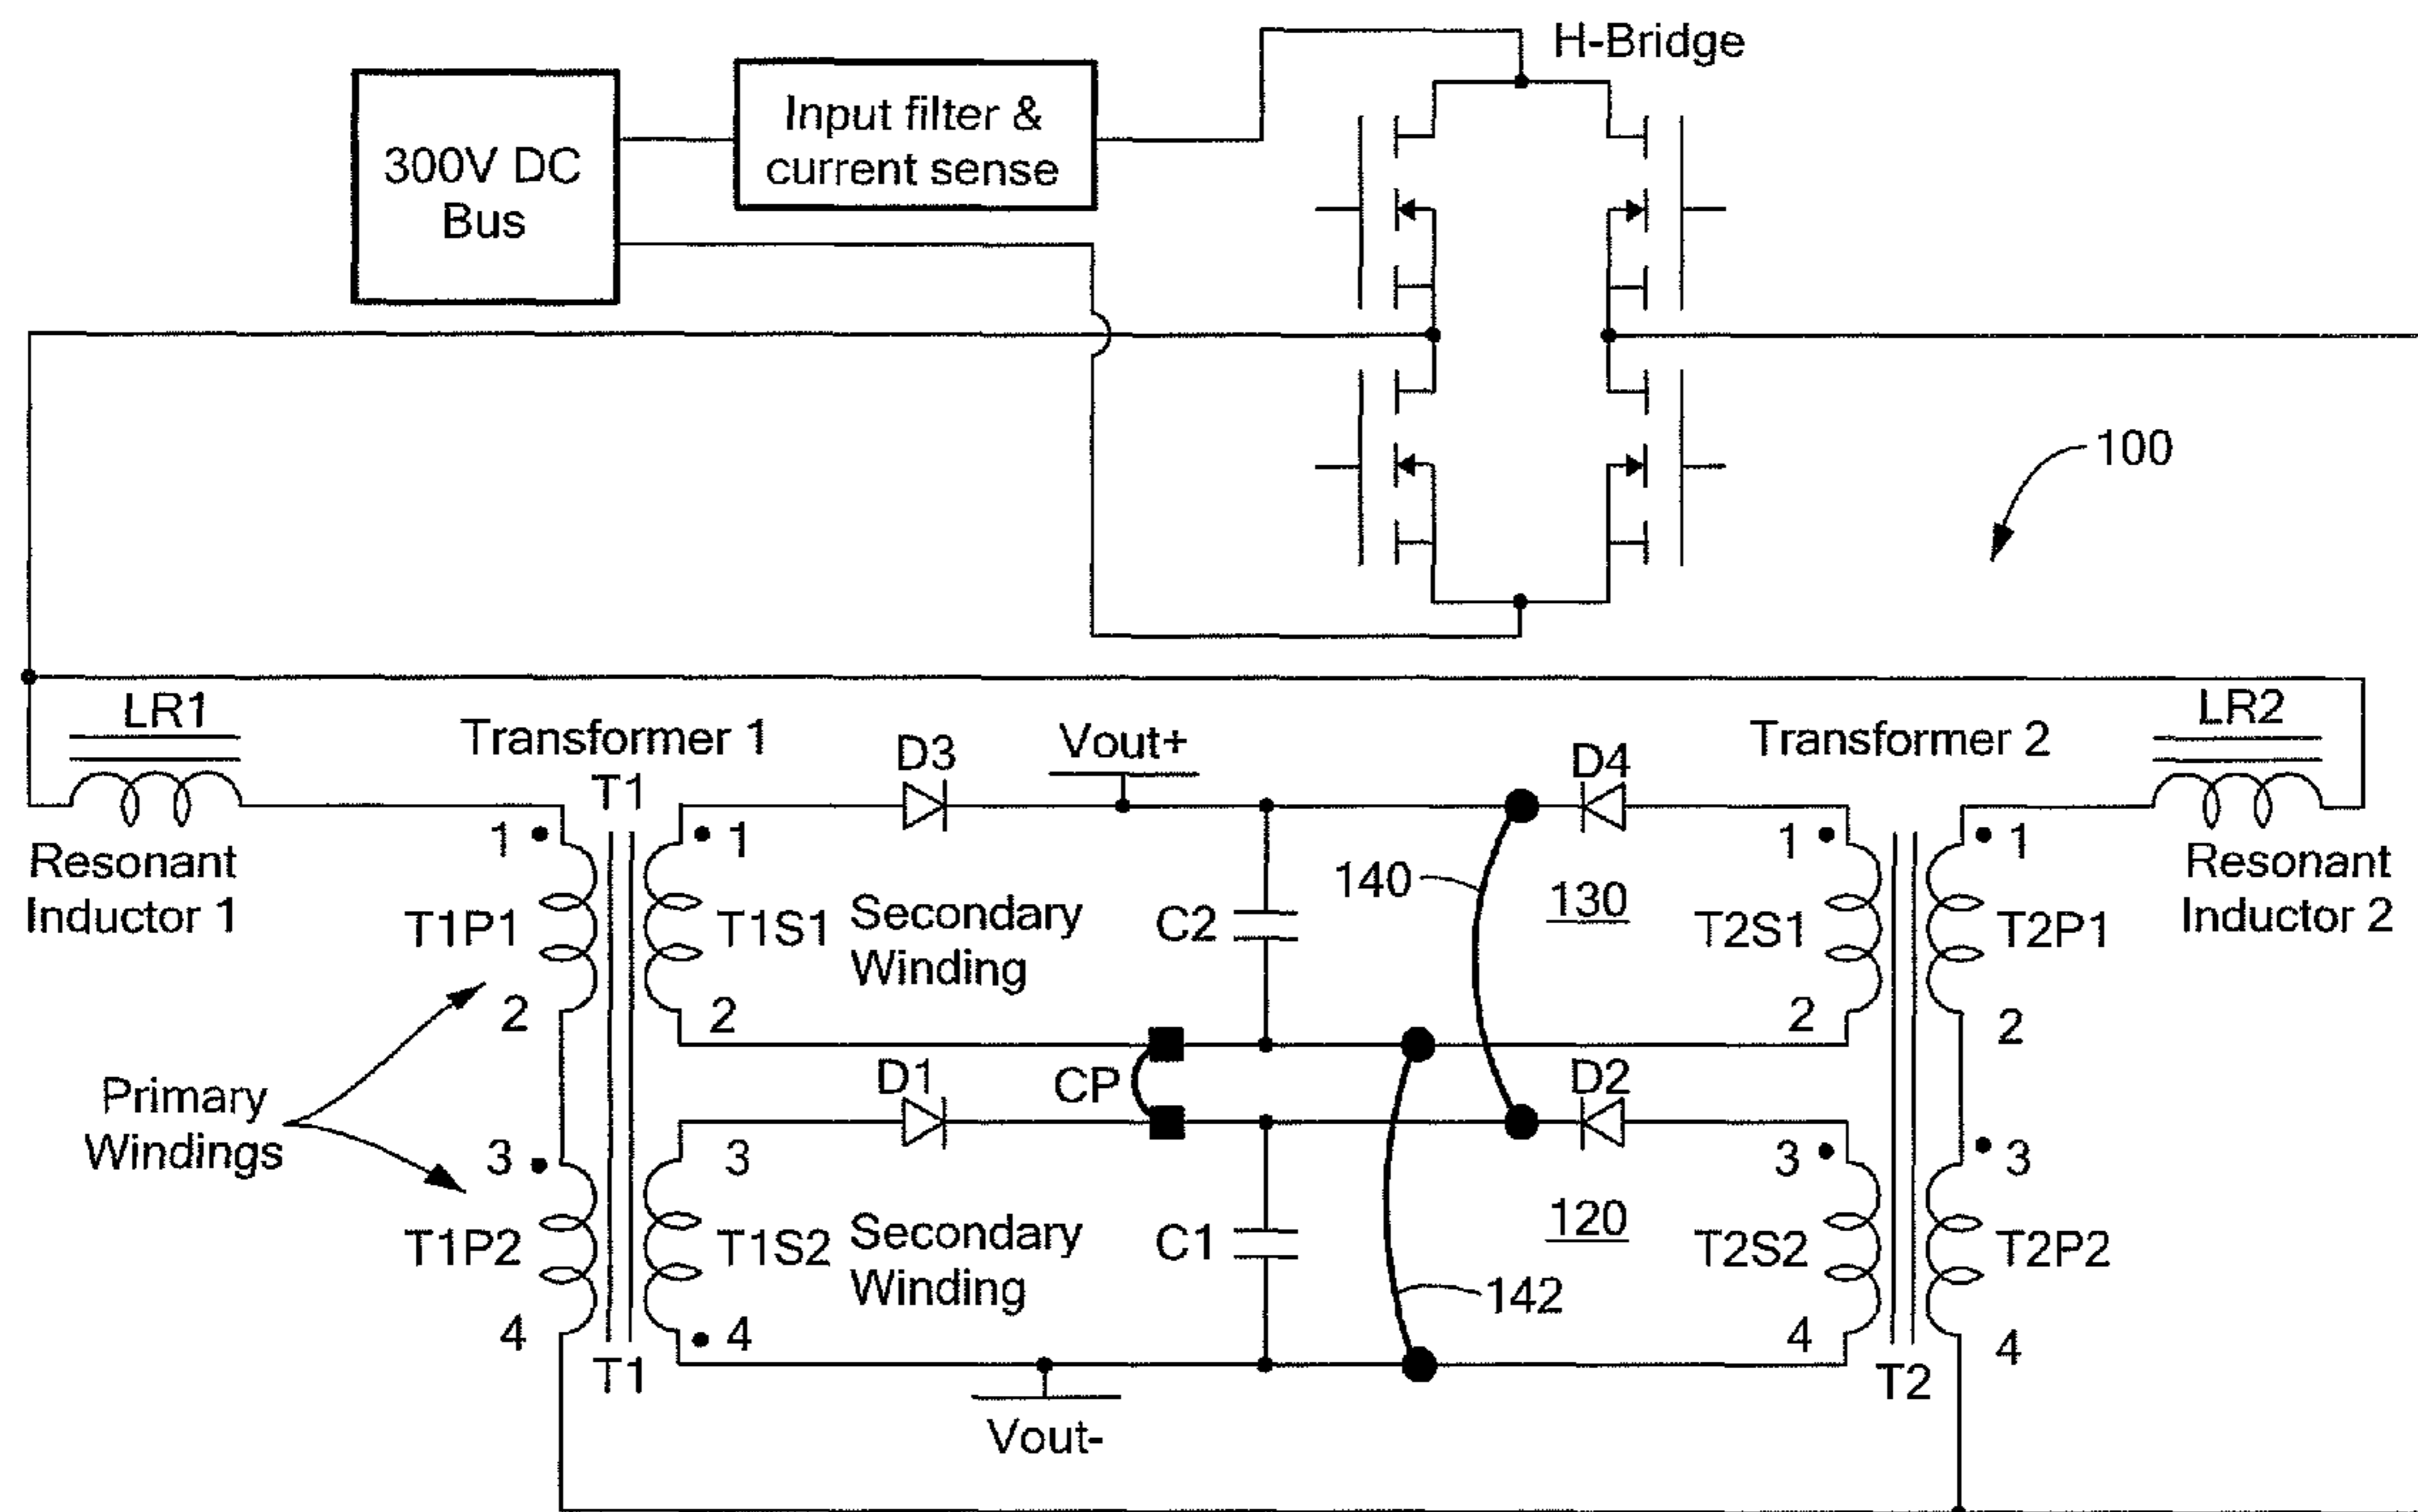 H-Bridge
300V DC
Bus
Input filter &
current sense
100
LR1
Resonant
Inductor 1
Transformer 1
T1
D3
Vout+
D4
Transformer 2
LR2
Resonant
Inductor 2
1
T1P1
2
1
T1S1
2
Secondary
Winding
C2
140
130
1
T2S1
2
1
T2P1
2
Primary
Windings
D1
CP
D2
3
T1P2
4
3
T1S2
4
Secondary
Winding
C1
142
120
3
T2S2
4
3
T2P2
4
T1
T2
Vout-